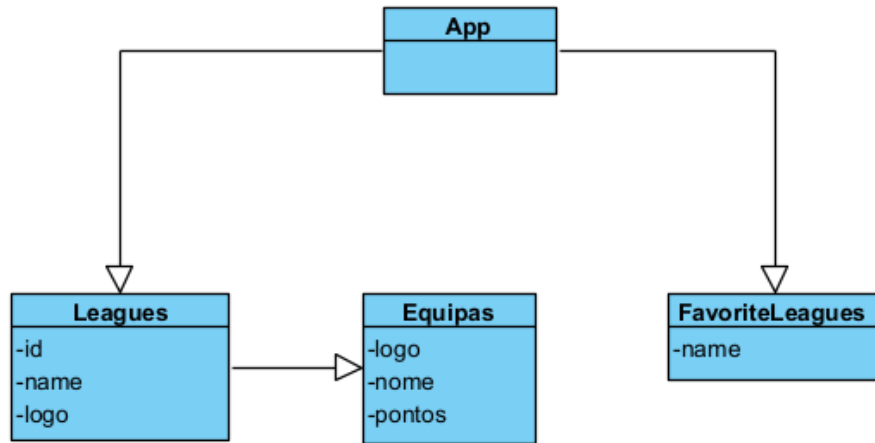 App
Leagues
-id
-name
-logo
Equipas
-logo
-nome
-pontos
FavoriteLeagues
-name